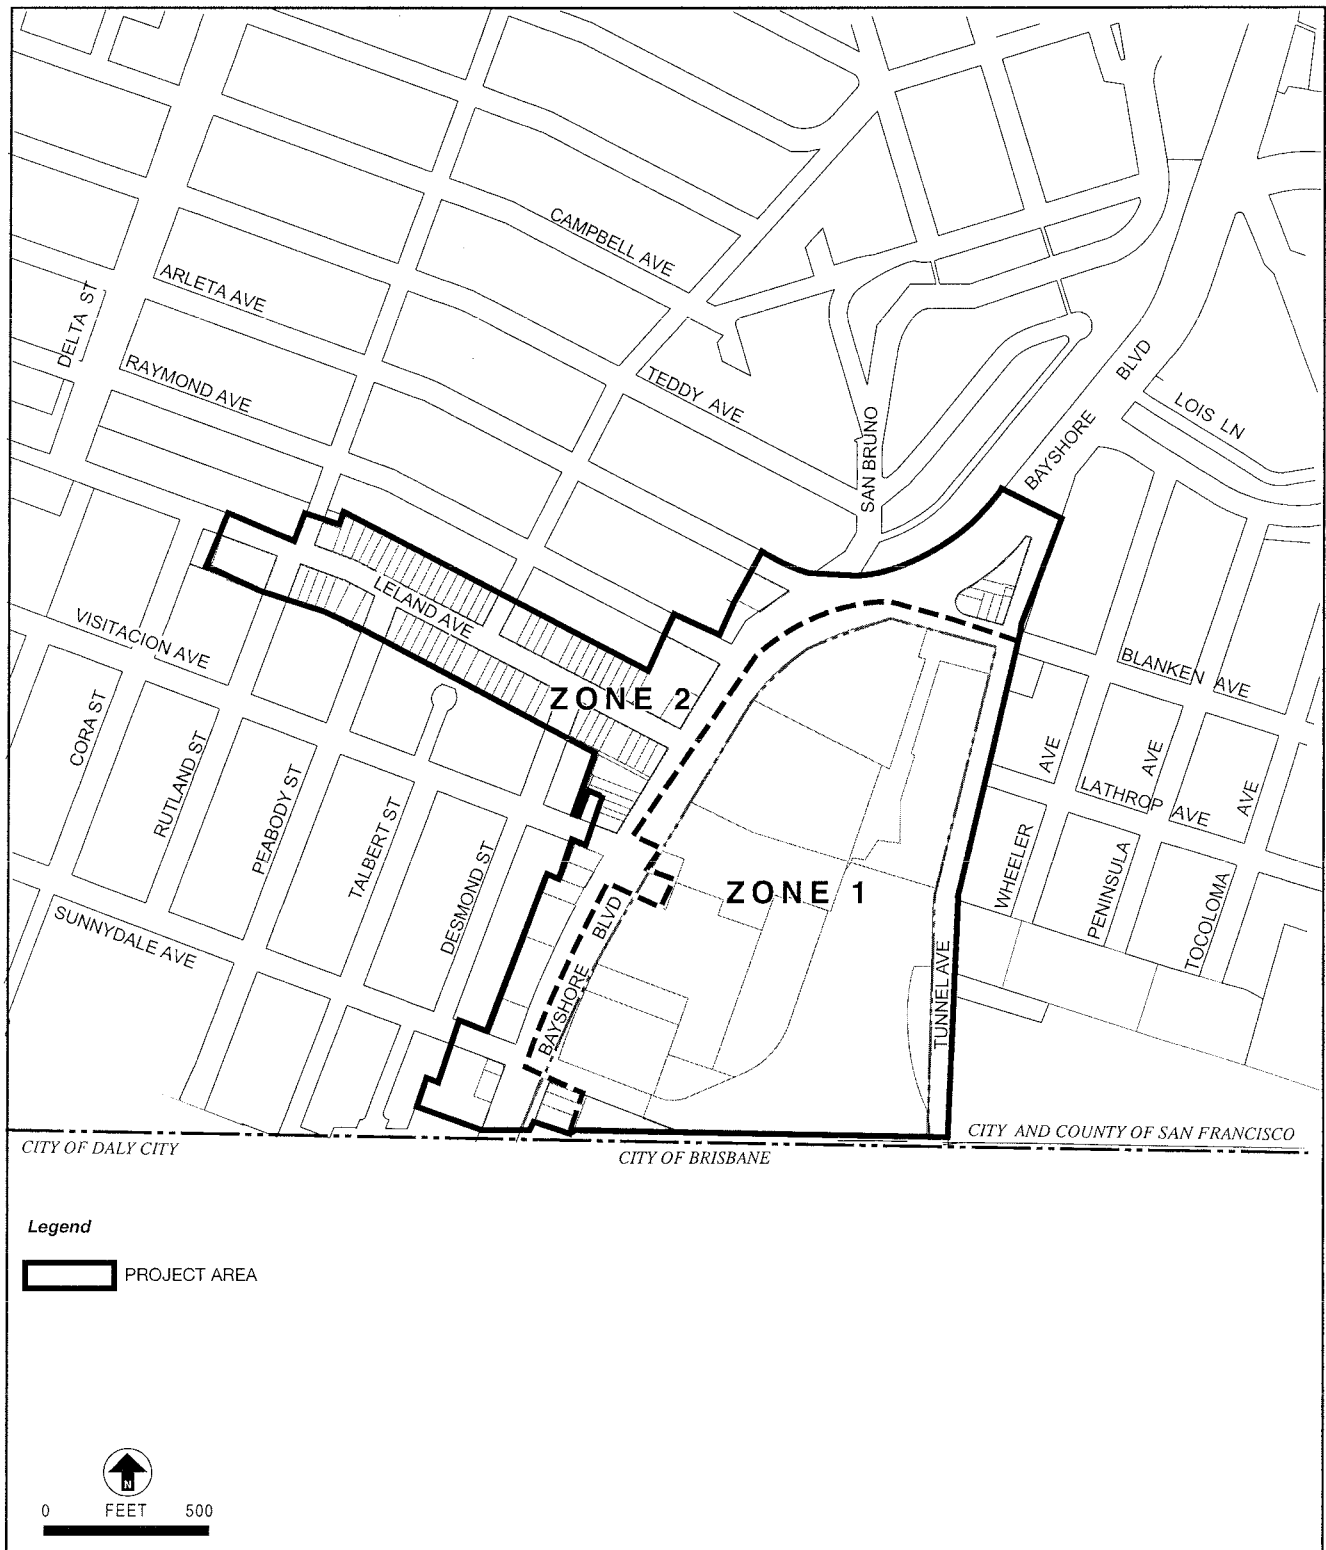 CAMPBELL AVE
ARLETA AVE
DELTA ST
RAYMOND AVE
TEDDY AVE
SAN BRUNO
BAYSHORE BLVD
LOIS LN
LELAND AVE
VISITACION AVE
ZONE 2
BLANKEN AVE
CORA ST
RUTLAND ST
PEABODY ST
TALBERT ST
DESMOND ST
SUNNYDALE AVE
ZONE 1
BAYSHORE BLVD
TUNNEL AVE
WHEELER AVE
LATHROP AVE
PENINSULA AVE
TOCOLOMA AVE
CITY OF DALY CITY
CITY OF BRISBANE
CITY AND COUNTY OF SAN FRANCISCO
Legend
PROJECT AREA
N
0 FEET 500